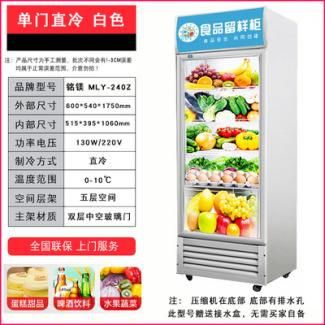 单门直冷 白色
注：产品尺寸为手工测量，批次不同会有1-3CM误差
均属于正常误差范围，介意慎拍！
品牌型号 铭镁 MLY-240Z
外部尺寸 600*540*1750mm
内部尺寸 515*395*1060mm
功率电压 130W/220V
制冷方式 直冷
温度范围 0-10℃
空间层架 五层空间
主架材质 双层中空玻璃门
全国联保 上门服务
蛋糕甜品
啤酒饮料
水果蔬菜
食品留样柜
注：压缩机在底部 底部有排水孔
此型号赠送接水盒，无需买家自备